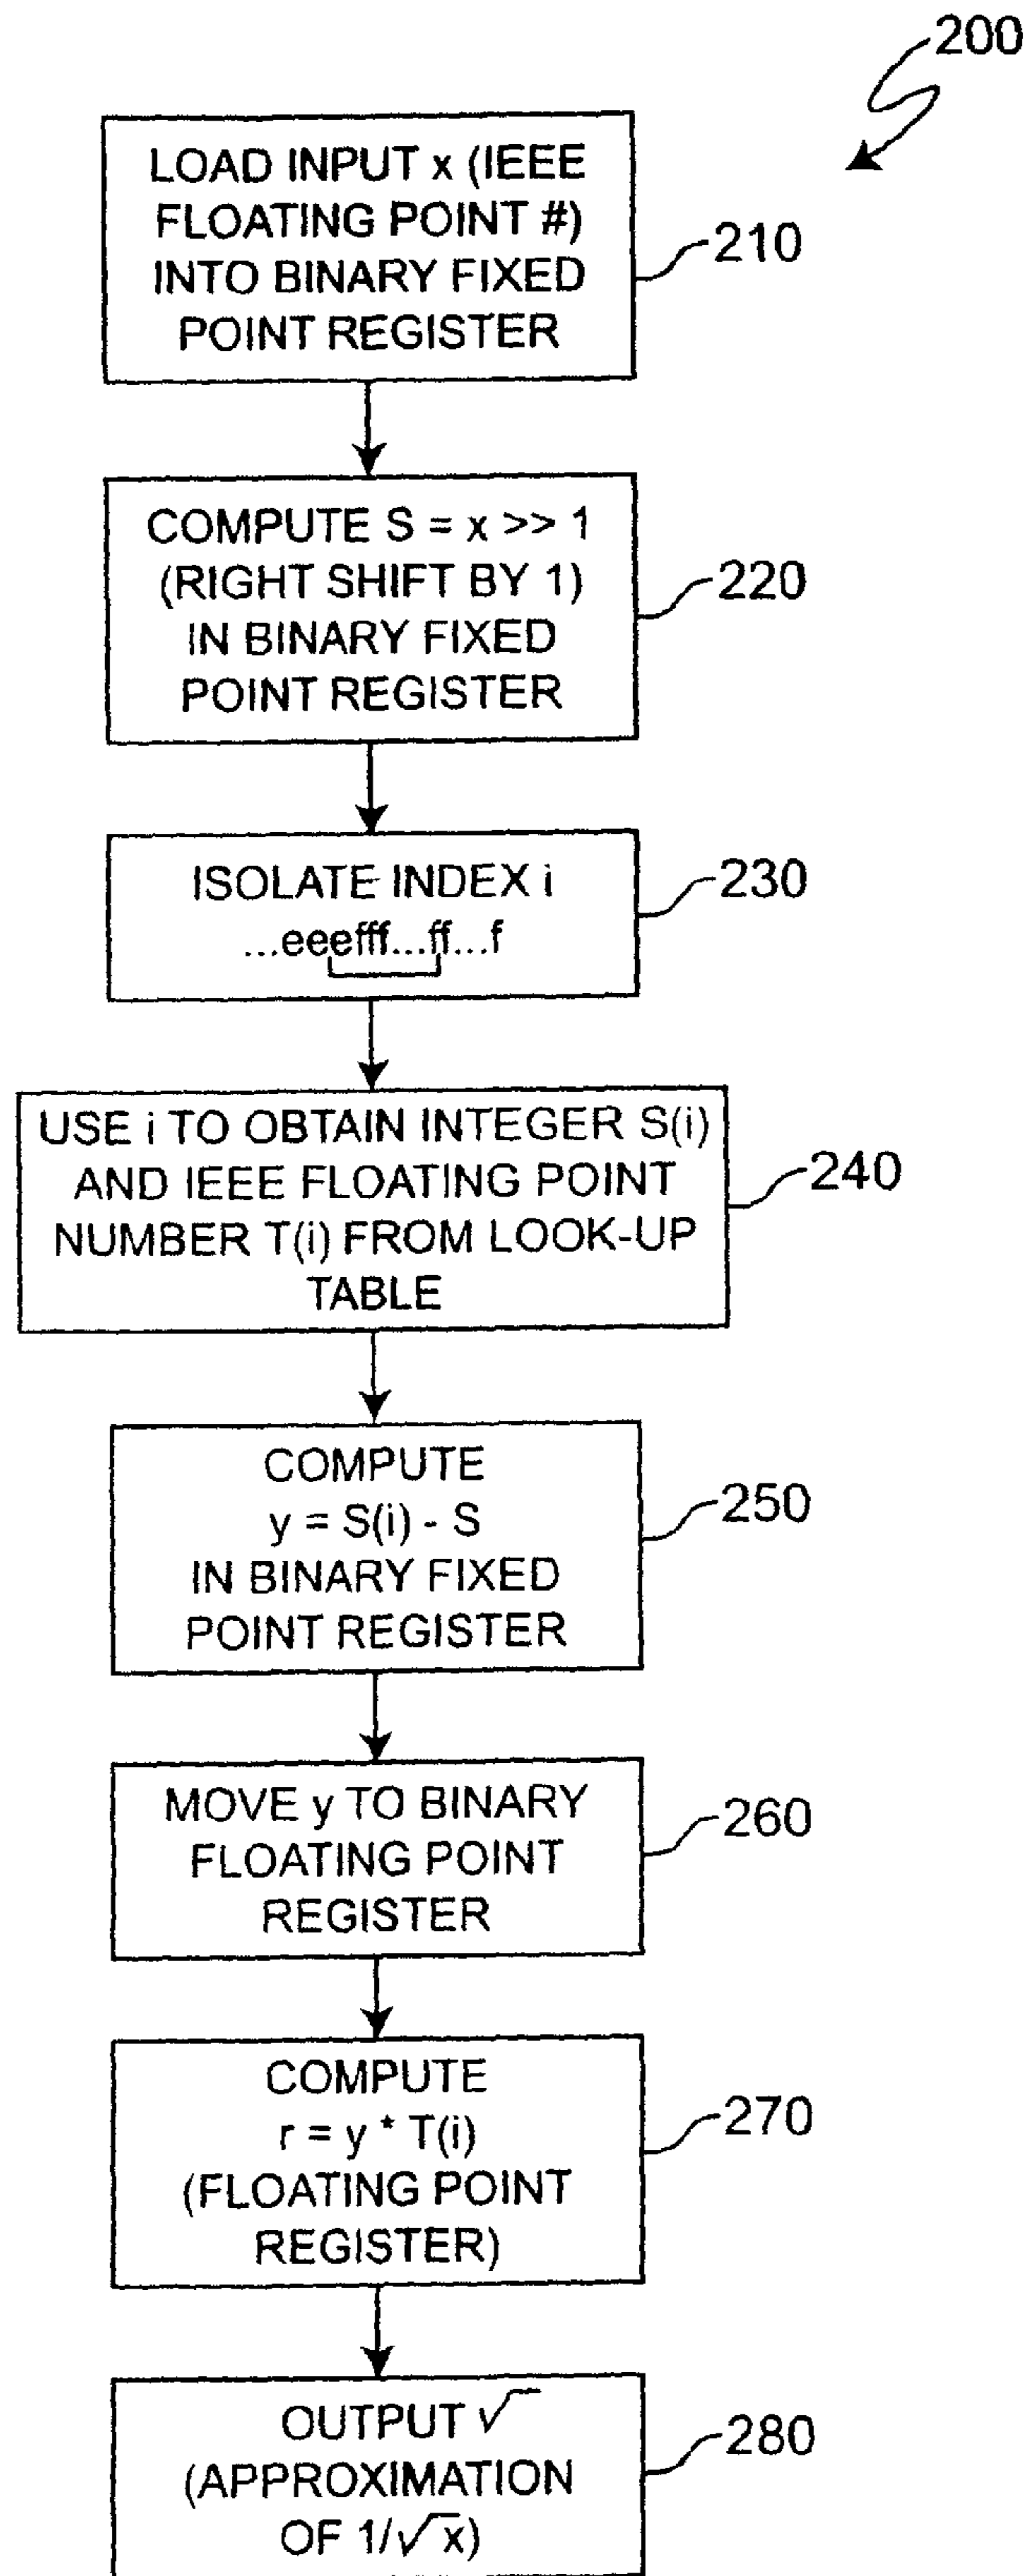 200
LOAD INPUT x (IEEE
FLOATING POINT #)
INTO BINARY FIXED
POINT REGISTER
210
COMPUTE S = x >> 1
(RIGHT SHIFT BY 1)
IN BINARY FIXED
POINT REGISTER
220
ISOLATE INDEX i
...eeefff...ff...f
230
USE i TO OBTAIN INTEGER S(i)
AND IEEE FLOATING POINT
NUMBER T(i) FROM LOOK-UP
TABLE
240
COMPUTE
y = S(i) - S
IN BINARY FIXED
POINT REGISTER
250
MOVE y TO BINARY
FLOATING POINT
REGISTER
260
COMPUTE
r = y * T(i)
(FLOATING POINT
REGISTER)
270
OUTPUT √
(APPROXIMATION
OF 1/√x)
280